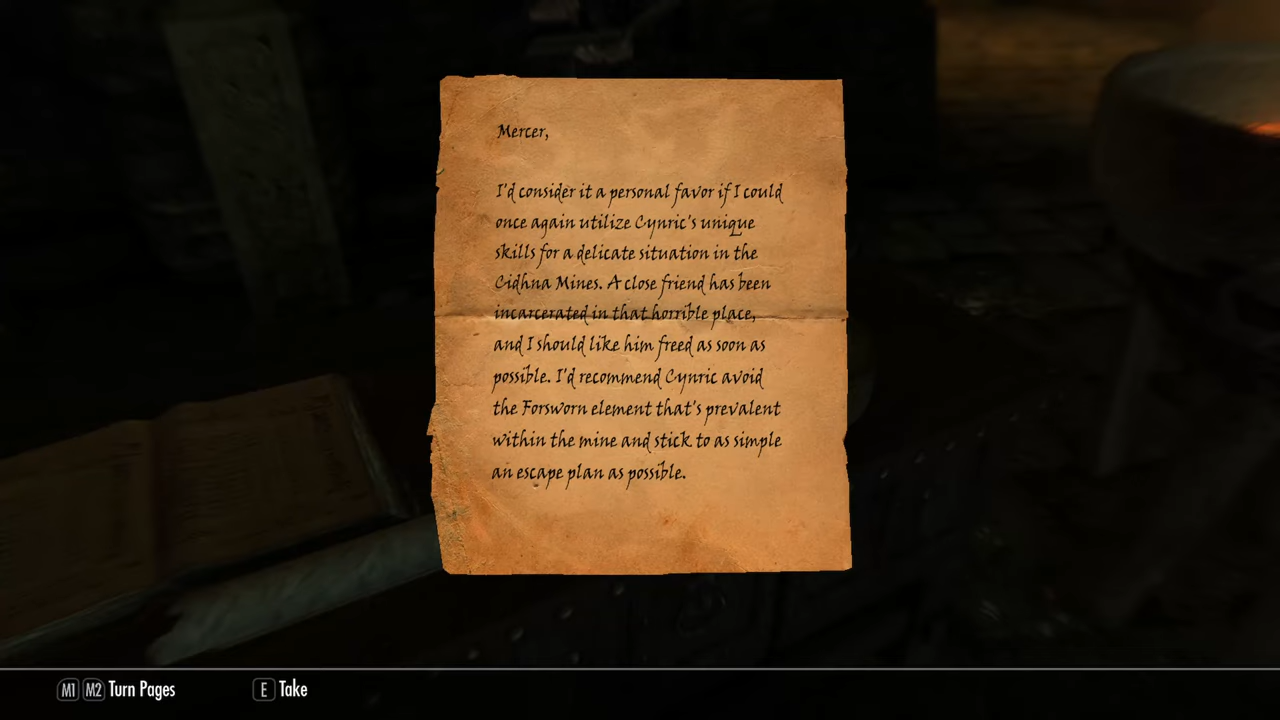 Mercer,
I'd consider it a personal favor if I could
once again utilize Cynric's unique
skills for a delicate situation in the
Cidhna Mines. A close friend has been
incarcerated in that horrible place,
and I should like him freed as soon as
possible. I'd recommend Cynric avoid
the Forsworn element that's prevalent
within the mine and stick to as simple
an escape plan as possible.
M1 M2 Turn Pages E Take